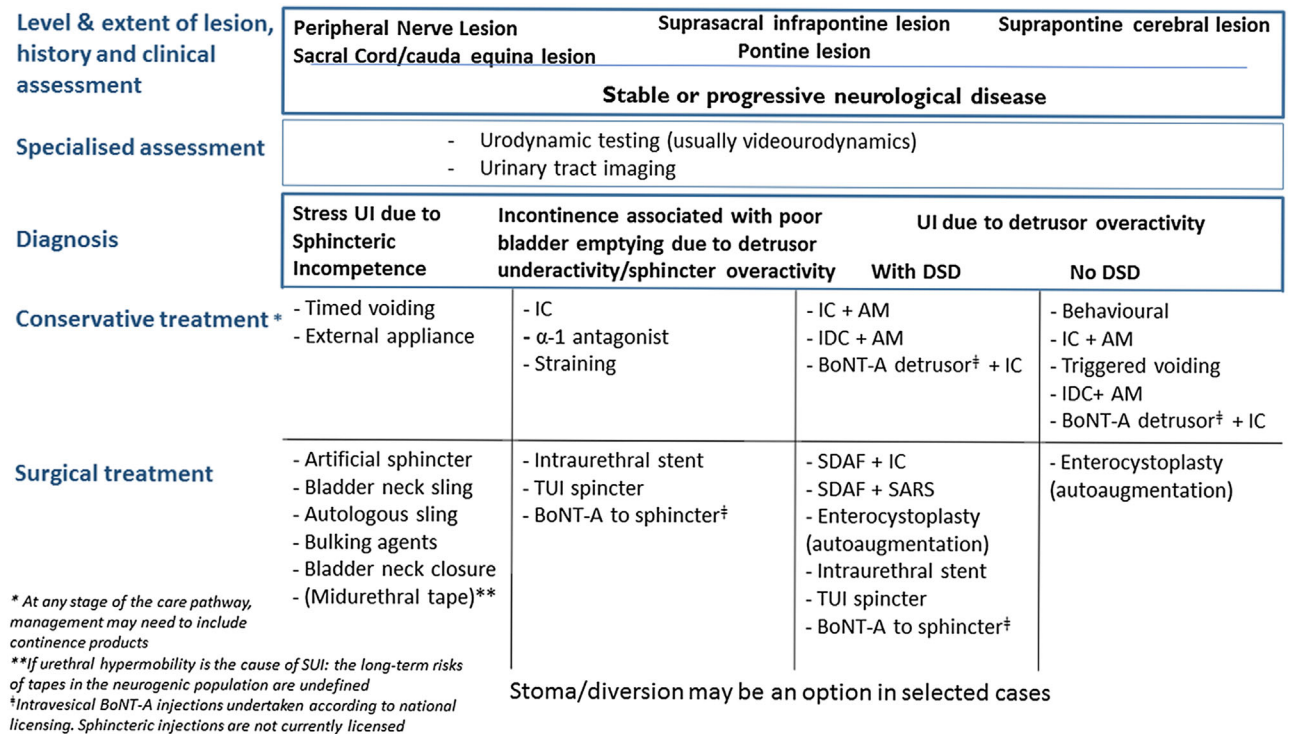 Level & extent of lesion,
history and clinical
assessment
Peripheral Nerve Lesion
Sacral Cord/cauda equina lesion
Suprasacral infrapontine lesion
Pontine lesion
Suprapontine cerebral lesion
Stable or progressive neurological disease
Specialised assessment
- Urodynamic testing (usually videourodynamics)
- Urinary tract imaging
Diagnosis
Stress UI due to
Sphincteric
Incompetence
Incontinence associated with poor
bladder emptying due to detrusor
underactivity/sphincter overactivity
UI due to detrusor overactivity
With DSD
No DSD
Conservative treatment *
- Timed voiding
- External appliance
- IC
- α-1 antagonist
- Straining
- IC + AM
- IDC + AM
- BoNT-A detrusor‡ + IC
- Behavioural
- IC + AM
- Triggered voiding
- IDC+ AM
- BoNT-A detrusor‡ + IC
Surgical treatment
- Artificial sphincter
- Bladder neck sling
- Autologous sling
- Bulking agents
- Bladder neck closure
- (Midurethral tape)**
- Intraurethral stent
- TUI spincter
- BoNT-A to sphincter‡
- SDAF + IC
- SDAF + SARS
- Enterocystoplasty
(autoaugmentation)
- Intraurethral stent
- TUI spincter
- BoNT-A to sphincter‡
- Enterocystoplasty
(autoaugmentation)
Stoma/diversion may be an option in selected cases
* At any stage of the care pathway,
management may need to include
continence products
**If urethral hypermobility is the cause of SUI: the long-term risks
of tapes in the neurogenic population are undefined
‡Intravesical BoNT-A injections undertaken according to national
licensing. Sphincteric injections are not currently licensed